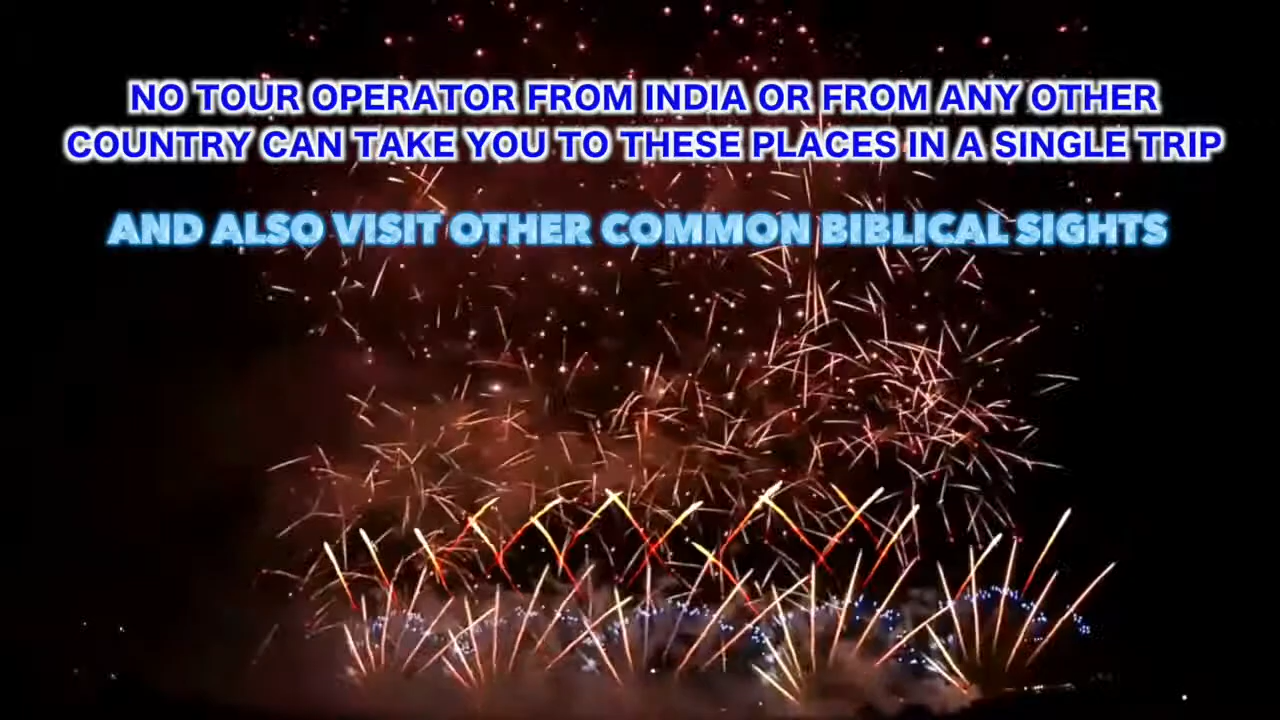 NO TOUR OPERATOR FROM INDIA OR FROM ANY OTHER
COUNTRY CAN TAKE YOU TO THESE PLACES IN A SINGLE TRIP
AND ALSO VISIT OTHER COMMON BIBLICAL SIGHTS